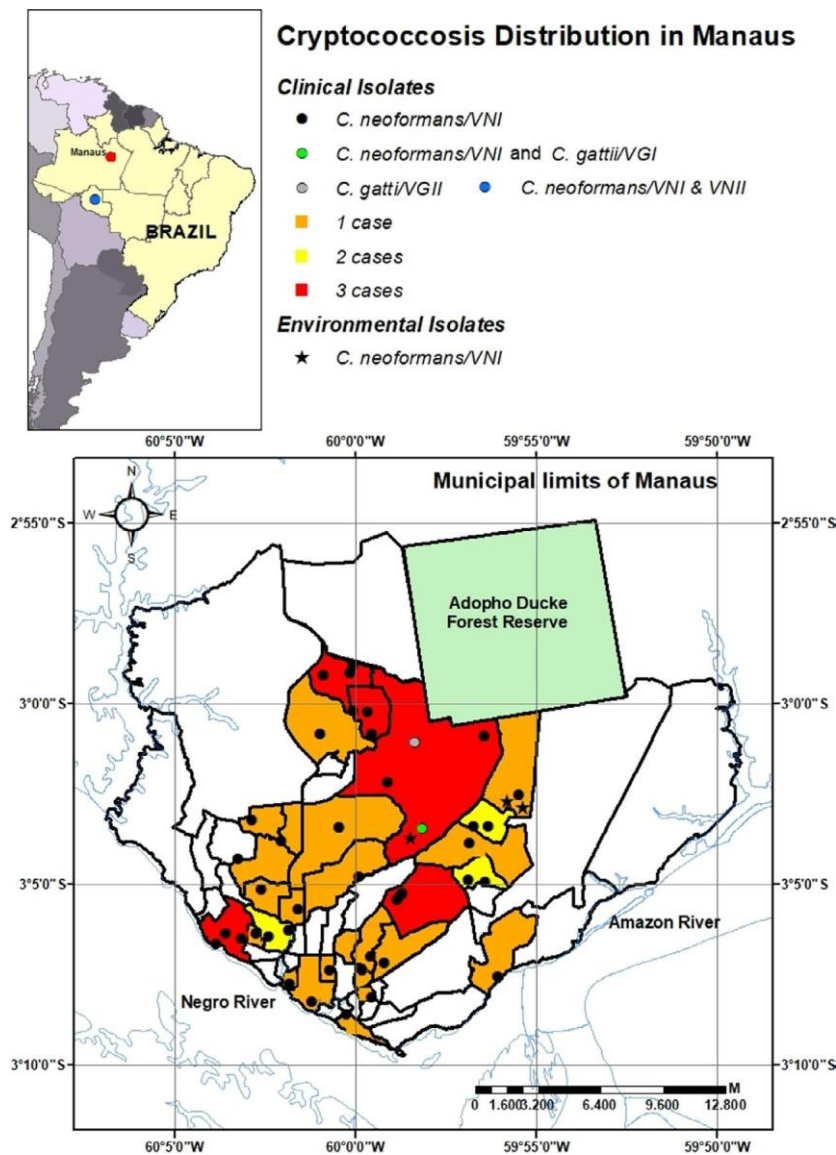 Cryptococcosis Distribution in Manaus
Clinical Isolates
C. neoformans/VNI
C. neoformans/VNI and C. gattii/VGI
C. gatti/VGII
C. neoformans/VNI & VNII
1 case
2 cases
3 cases
Environmental Isolates
C. neoformans/VNI
Manaus
BRAZIL
60°5'0"W 60°0'0"W 59°55'0"W 59°50'0"W
Municipal limits of Manaus
N
W E
S
2°55'0"S 2°55'0"S
Adopho Ducke
Forest Reserve
3°0'0"S 3°0'0"S
3°5'0"S 3°5'0"S
Amazon River
Negro River
3°10'0"S 3°10'0"S
M
0 1.600 3.200 6.400 9.600 12.800
60°5'0"W 60°0'0"W 59°55'0"W 59°50'0"W